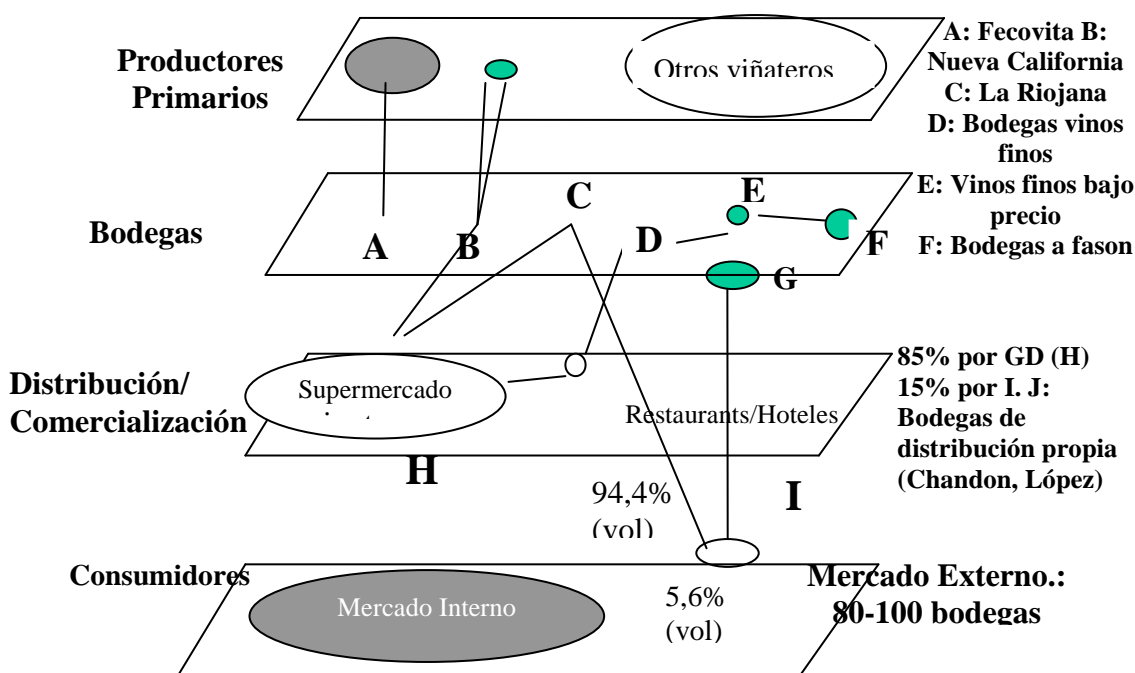 Productores
Primarios
Otros viñateros
A: Fecovita B:
Nueva California
C: La Riojana
D: Bodegas vinos
finos
E: Vinos finos bajo
precio
F: Bodegas a fason
Bodegas
A
B
C
D
E
F
G
Distribución/
Comercialización
Supermercado
Restaurants/Hoteles
H
I
85% por GD (H)
15% por I. J:
Bodegas de
distribución propia
(Chandon, López)
94,4%
(vol)
Consumidores
Mercado Interno
5,6%
(vol)
Mercado Externo.:
80-100 bodegas